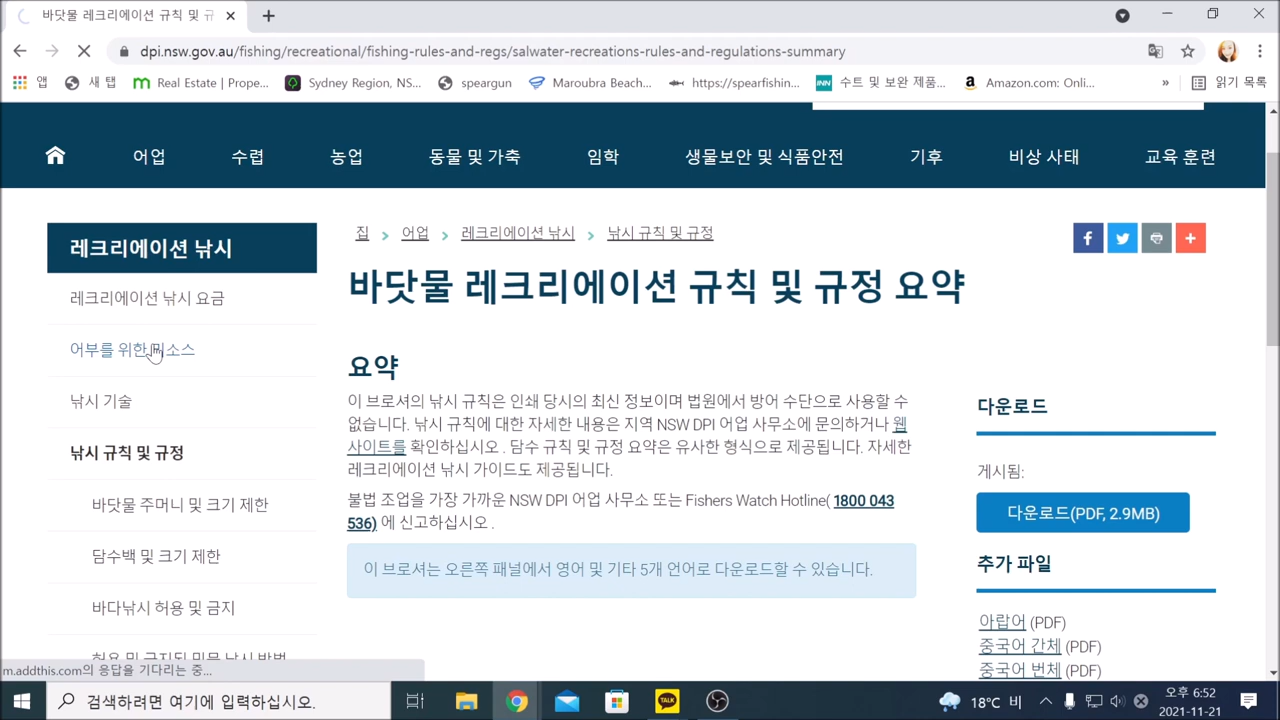 바닷물 레크리에이션 규칙 및 규
dpi.nsw.gov.au/fishing/recreational/fishing-rules-and-regs/salwater-recreations-rules-and-regulations-summary
앱 새 탭 Real Estate | Prope... Sydney Region, NS... speargun Maroubra Beach... https://spearfishin... 수트 및 보완 제품... Amazon.com: Onli... » 읽기 목록
어업 수렵 농업 동물 및 가축 임학 생물보안 및 식품안전 기후 비상 사태 교육 훈련
레크리에이션 낚시
레크리에이션 낚시 요금
어부를 위한 리소스
낚시 기술
낚시 규칙 및 규정
바닷물 주머니 및 크기 제한
담수백 및 크기 제한
바다낚시 허용 및 금지
허용 및 금지된 민물 낚시 방법
집 > 어업 > 레크리에이션 낚시 > 낚시 규칙 및 규정
바닷물 레크리에이션 규칙 및 규정 요약
요약
이 브로셔의 낚시 규칙은 인쇄 당시의 최신 정보이며 법원에서 방어 수단으로 사용할 수
없습니다. 낚시 규칙에 대한 자세한 내용은 지역 NSW DPI 어업 사무소에 문의하거나 웹
사이트를 확인하십시오 . 담수 규칙 및 규정 요약은 유사한 형식으로 제공됩니다. 자세한
레크리에이션 낚시 가이드도 제공됩니다.
불법 조업을 가장 가까운 NSW DPI 어업 사무소 또는 Fishers Watch Hotline( 1800 043
536) 에 신고하십시오 .
이 브로셔는 오른쪽 패널에서 영어 및 기타 5개 언어로 다운로드할 수 있습니다.
다운로드
게시됨:
다운로드(PDF, 2.9MB)
추가 파일
아랍어 (PDF)
중국어 간체 (PDF)
중국어 번체 (PDF)
m.addthis.com의 응답을 기다리는 중...
검색하려면 여기에 입력하십시오.
TALK
18°C 비
오후 6:52
2021-11-21